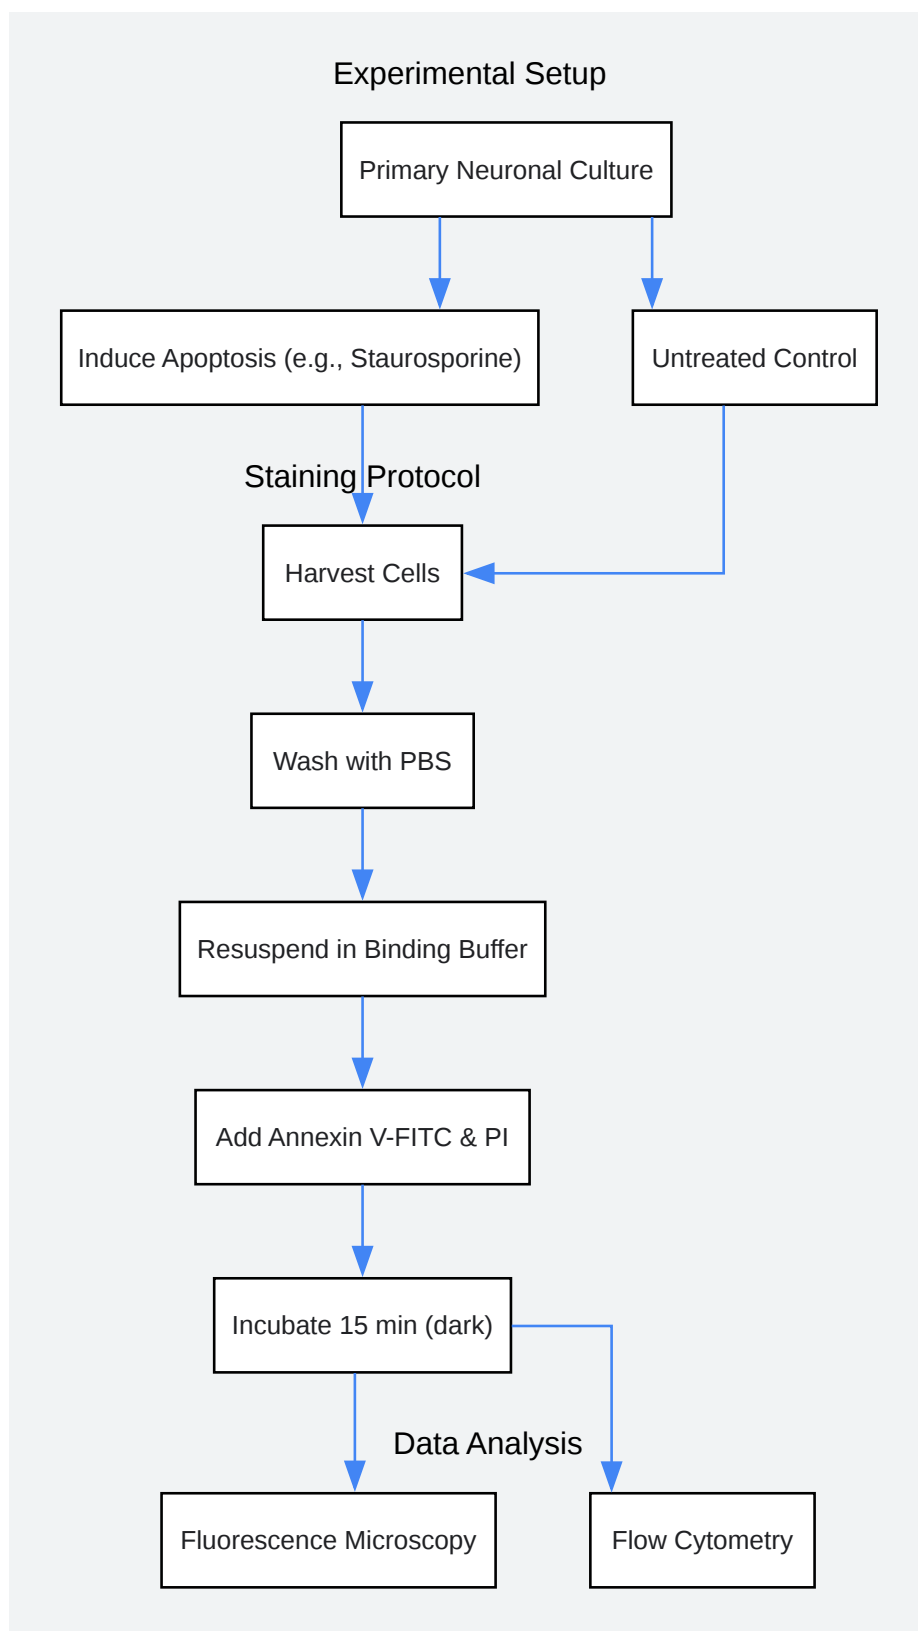 Experimental Setup
Primary Neuronal Culture
Induce Apoptosis (e.g., Staurosporine)
Untreated Control
Staining Protocol
Harvest Cells
Wash with PBS
Resuspend in Binding Buffer
Add Annexin V-FITC & PI
Incubate 15 min (dark)
Data Analysis
Fluorescence Microscopy
Flow Cytometry